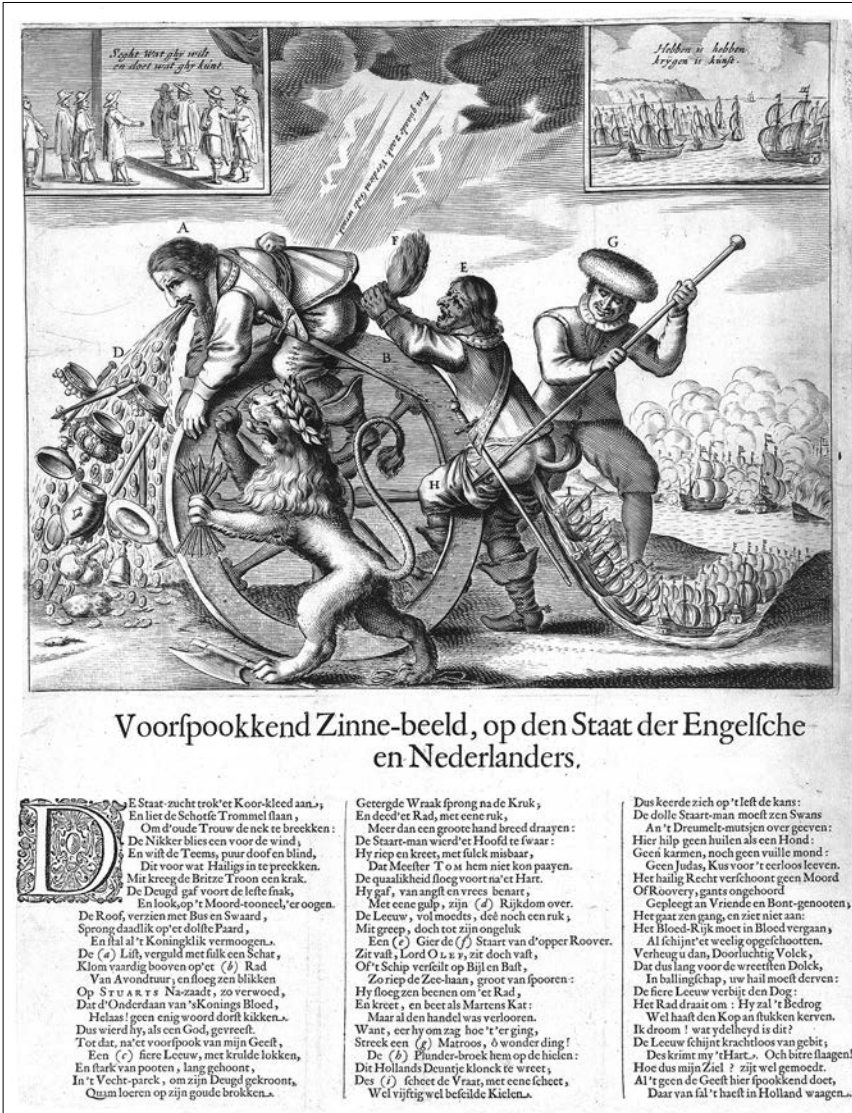 Seght Wat ghy wilt
en doet wat ghy kúnt.
Hebben is hebben
krÿgen is kúnst.
A
F
E
G
D
B
H
Voorſpookkend Zinne-beeld, op den Staat der Engelſche
en Nederlanders.
DE Staat-zucht trok'et Koor-kleed aan;
En liet de Schotſe Trommel ſlaan,
Om d'oude Trouw de nek te breekken:
De Nikker blies een voor de wind;
En wiſt de Teems, puur doof en blind,
Dit voor wat Hailigs in te preekken.
Mit kreeg de Britze Troon een krak.
De Deugd gaf voort de leſte ſnak,
En look, op 't Moord-tooneel, 'er oogen.
De Roof, verzien met Bus en Swaard,
Sprong daadlik op'et dolſte Paard,
En ſtal al 't Koningklik vermoogen.
De (a) Liſt, verguld met ſulk een Schat,
Klom vaardig booven op'et (b) Rad
Van Avondtuur; en ſloeg zen blikken
Op STUARTS Na-zaadt, zo verwoed,
Dat d'Onderdaan van 'sKonings Bloed,
Helaas! geen enig woord dorſt kikken.
Dus wierd hy, als een God, gevreeſt.
Tot dat, na'et voorſpook van mijn Geeſt,
Een (c) fiere Leeuw, met krulde lokken,
En ſtark van pooten, lang gehoont,
In 't Vecht-parck, om zijn Deugd gekroont,
Quam loeren op zijn goude brokken.
Getergde Wraak ſprong na de Kruk;
En deed'et Rad, met eene ruk,
Meer dan een groote hand breed draayen:
De Staart-man wierd'et Hoofd te ſwaar:
Hy riep en kreet, met ſulck misbaar,
Dat Meeſter TOM hem niet kon paayen.
De quaalikheid ſloeg voort na'et Hart.
Hy gaf, van angſt en vrees benart,
Met eene gulp, zijn (d) Rijkdom over.
De Leeuw, vol moedts, deê noch een ruk;
Mit greep, doch tot zijn ongeluk
Een (e) Gier de (f) Staart van d'opper Roover.
Zit vaſt, Lord OLEF, zit doch vaſt,
Of 't Schip verſeilt op Bijl en Baſt,
Zo riep de Zee-haan, groot van ſpooren:
Hy ſloeg zen beenen om 'et Rad,
En kreet, en beet als Martens Kat:
Maar al den handel was verlooren.
Want, eer hy om zag hoe 't 'er ging,
Streek een (g) Matroos, ô wonder ding!
De (h) Plunder-broek hem op de hielen:
Dit Hollands Deuntje klonck te wreet;
Des (i) ſcheet de Vraat, met eene ſcheet,
Wel vijftig wel beſeilde Kielen.
Dus keerde zich op 't leſt de kans:
De dolle Staart-man moeſt zen Swans
An 't Dreumelt-mutsjen over geeven:
Hier hilp geen huilen als een Hond:
Geen karmen, noch geen vuille mond:
Geen Judas, Kus voor 't eerloos leeven.
Het hailig Recht verſchoont geen Moord
Of Roovery, gants ongehoord
Gepleegt an Vriende en Bont-genooten;
Het gaat zen gang, en ziet niet aan:
Het Bloed-Rijk moet in Bloed vergaan;
Al ſchijnt'et weelig opgeſchootten.
Verheug u dan, Doorluchtig Volck,
Dat dus lang voor de wreetſten Dolck,
In ballingſchap, uw hail moeſt derven:
De fiere Leeuw verbijt den Dog:
Het Rad draait om: Hy zal 't Bedrog
Wel haaſt den Kop an ſtukken kerven.
Ik droom! wat ydelheyd is dit?
De Leeuw ſchijnt krachtloos van gebit;
Des krimt my 'tHart. Och bitre ſlaagen!
Hoe dus mijn Ziel? zijt wel gemoedt.
Al 't geen de Geeſt hier ſpookend doet,
Daar van ſal 't haeſt in Holland waagen.